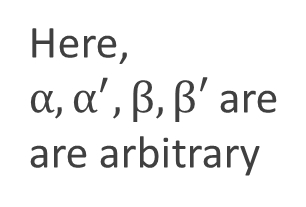 Here,
α, α′, β, β′ are
are arbitrary